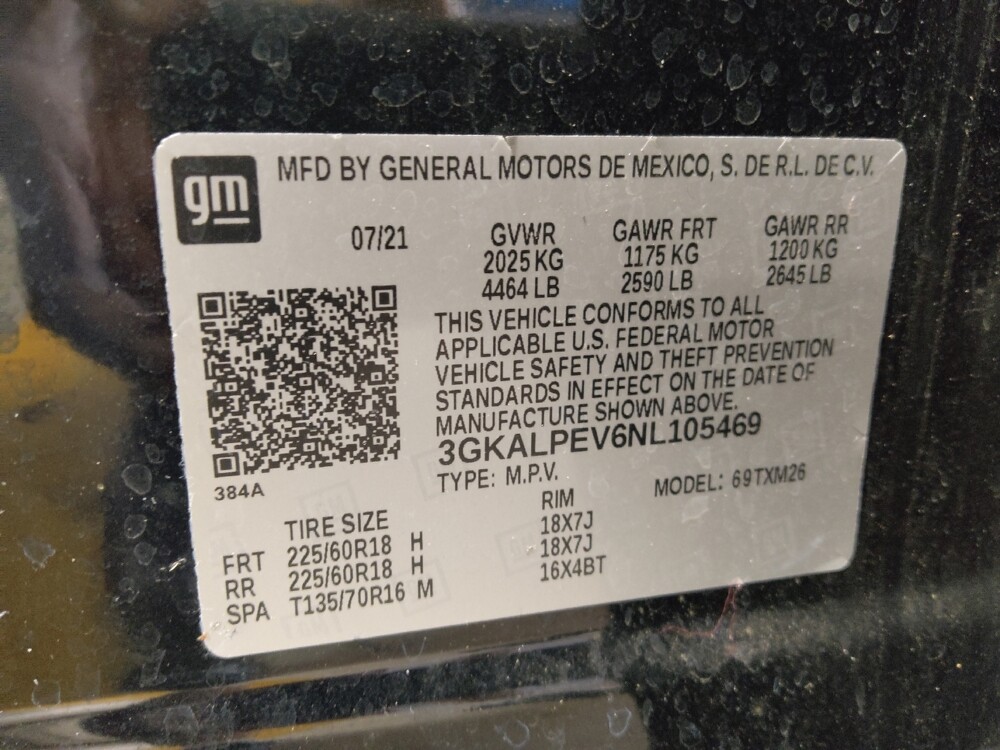 gm
MFD BY GENERAL MOTORS DE MEXICO, S. DE R.L. DE C.V.
07/21 GVWR GAWR FRT GAWR RR
2025 KG 1175 KG 1200 KG
4464 LB 2590 LB 2645 LB
THIS VEHICLE CONFORMS TO ALL
APPLICABLE U.S. FEDERAL MOTOR
VEHICLE SAFETY AND THEFT PREVENTION
STANDARDS IN EFFECT ON THE DATE OF
MANUFACTURE SHOWN ABOVE.
3GKALPEV6NL105469
384A
TYPE: M.P.V. MODEL: 69TXM26
TIRE SIZE RIM
FRT 225/60R18 H 18X7J
RR 225/60R18 H 18X7J
SPA T135/70R16 M 16X4BT